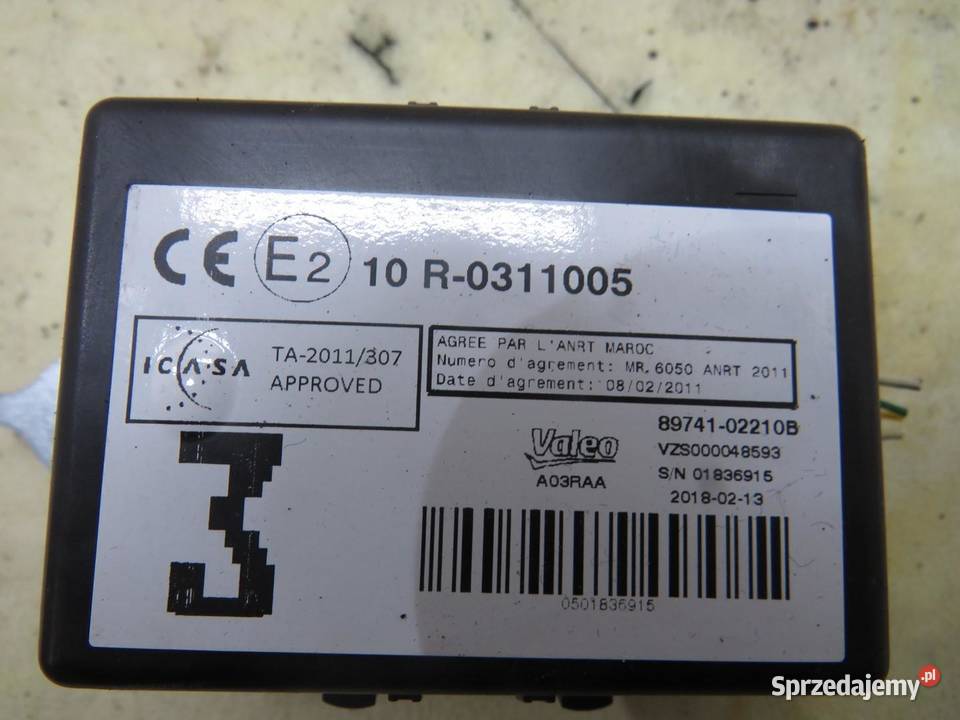 CE E2 10 R-0311005
ICASA TA-2011/307
APPROVED
AGREE PAR L'ANRT MAROC
Numero d'agrement: MR. 6050 ANRT 2011
Date d'agrement: 08/02/2011
89741-02210B
Valeo VZS000048593
A03RAA S/N 01836915
2018-02-13
3
0501836915
Sprzedajemy.pl